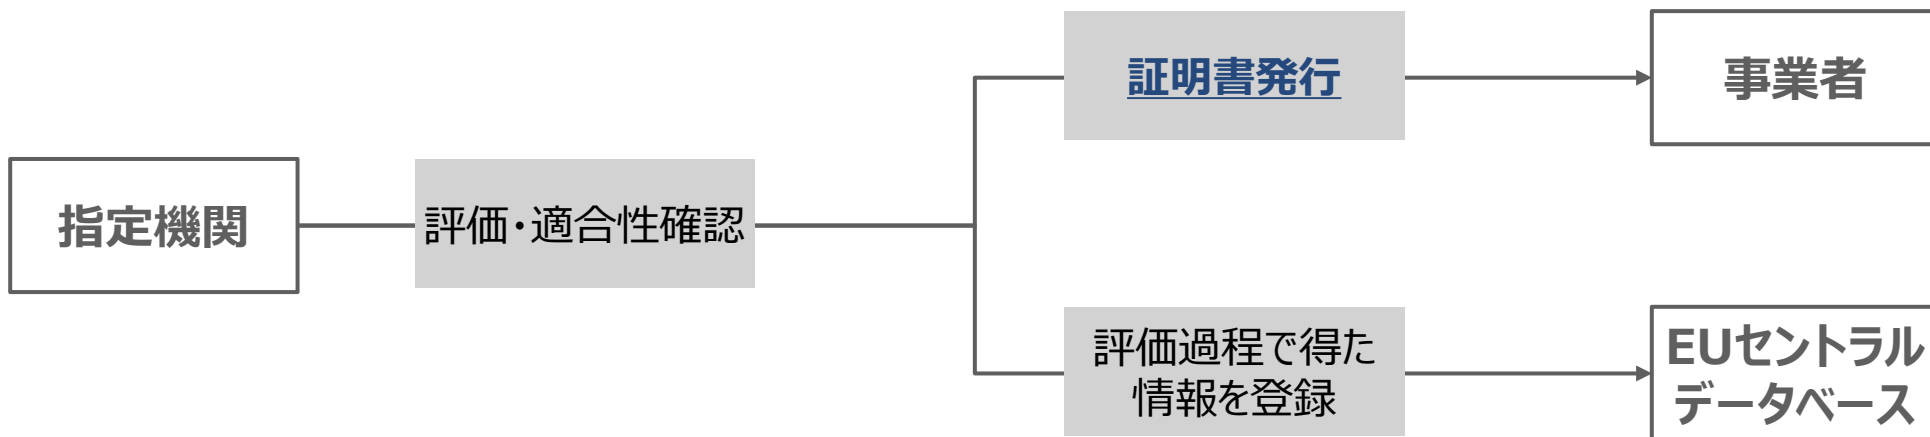 指定機関
評価・適合性確認
証明書発行
事業者
評価過程で得た
情報を登録
EUセントラル
データベース